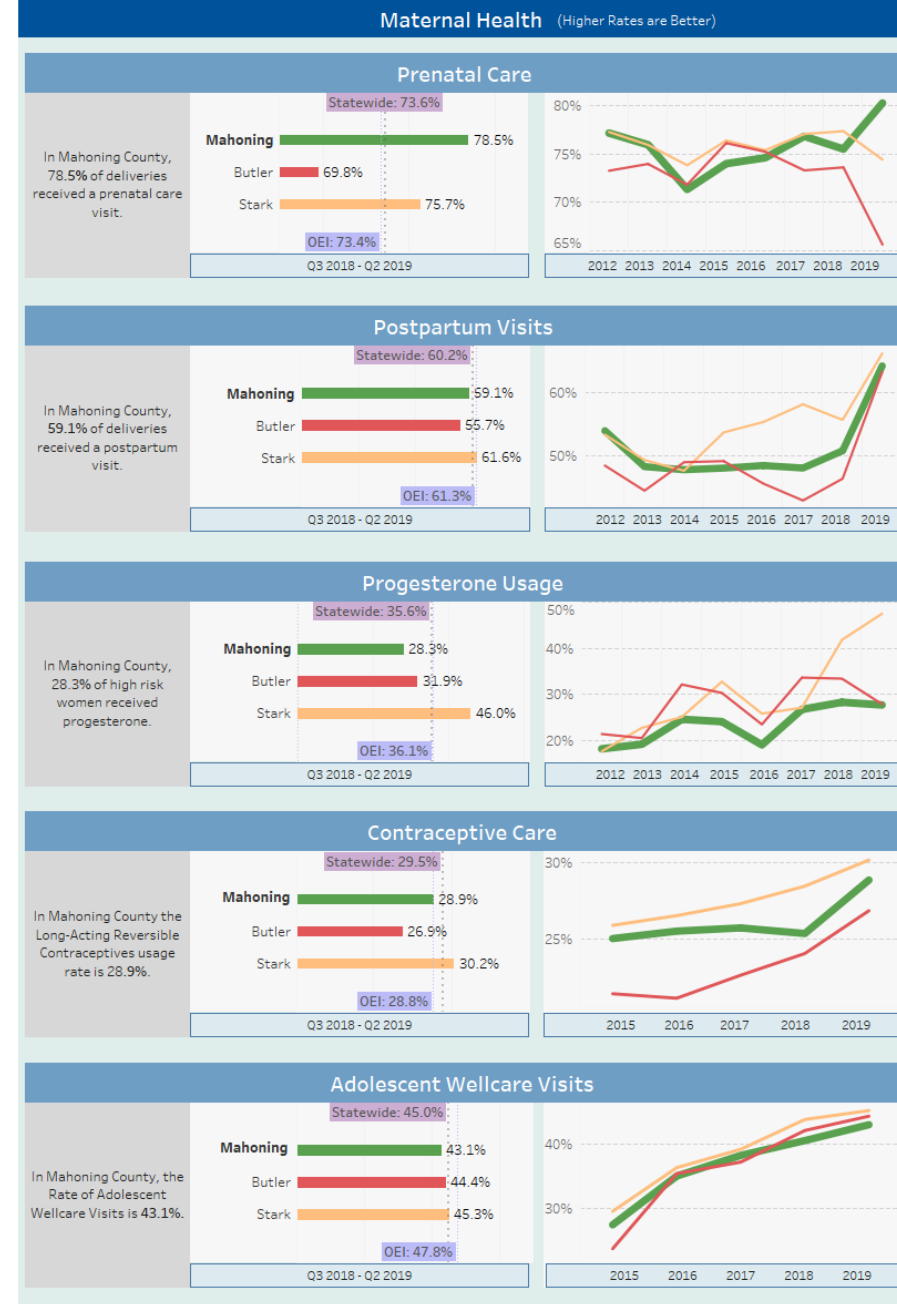 Maternal Health (Higher Rates are Better)
Prenatal Care
In Mahoning County,
78.5% of deliveries
received a prenatal care
visit.
Statewide: 73.6%
Mahoning 78.5%
Butler 69.8%
Stark 75.7%
OEI: 73.4%
Q3 2018 - Q2 2019
80%
75%
70%
65%
2012 2013 2014 2015 2016 2017 2018 2019
Postpartum Visits
In Mahoning County,
59.1% of deliveries
received a postpartum
visit.
Statewide: 60.2%
Mahoning 59.1%
Butler 55.7%
Stark 61.6%
OEI: 61.3%
Q3 2018 - Q2 2019
60%
50%
2012 2013 2014 2015 2016 2017 2018 2019
Progesterone Usage
In Mahoning County,
28.3% of high risk
women received
progesterone.
Statewide: 35.6%
Mahoning 28.3%
Butler 31.9%
Stark 46.0%
OEI: 36.1%
Q3 2018 - Q2 2019
50%
40%
30%
20%
2012 2013 2014 2015 2016 2017 2018 2019
Contraceptive Care
In Mahoning County the
Long-Acting Reversible
Contraceptives usage
rate is 28.9%.
Statewide: 29.5%
Mahoning 28.9%
Butler 26.9%
Stark 30.2%
OEI: 28.8%
Q3 2018 - Q2 2019
30%
25%
2015 2016 2017 2018 2019
Adolescent Wellcare Visits
In Mahoning County, the
Rate of Adolescent
Wellcare Visits is 43.1%.
Statewide: 45.0%
Mahoning 43.1%
Butler 44.4%
Stark 45.3%
OEI: 47.8%
Q3 2018 - Q2 2019
40%
30%
2015 2016 2017 2018 2019